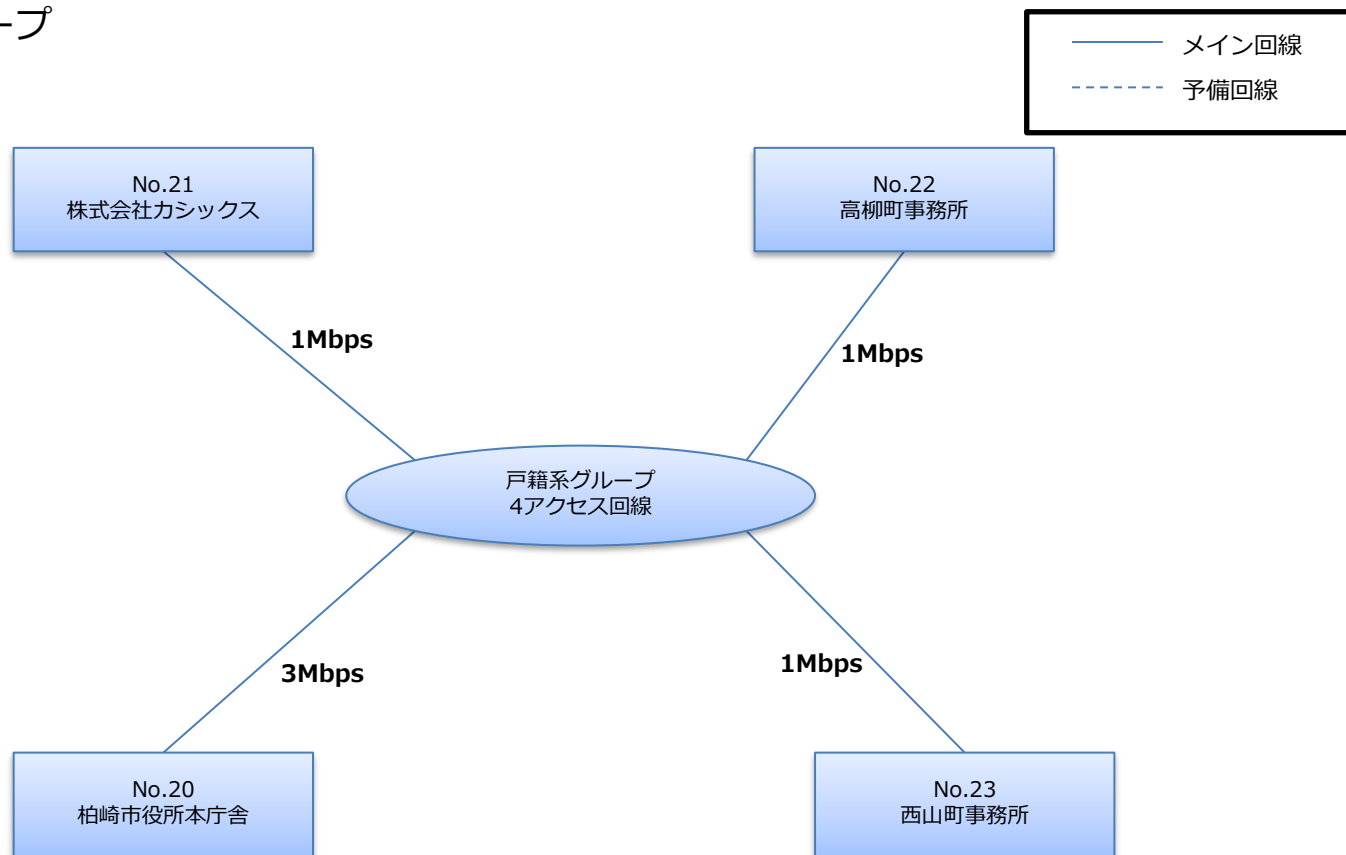 ープ
メイン回線
予備回線
No.21
株式会社カシックス
No.22
高柳町事務所
1Mbps
1Mbps
戸籍系グループ
4アクセス回線
3Mbps
1Mbps
No.20
柏崎市役所本庁舎
No.23
西山町事務所